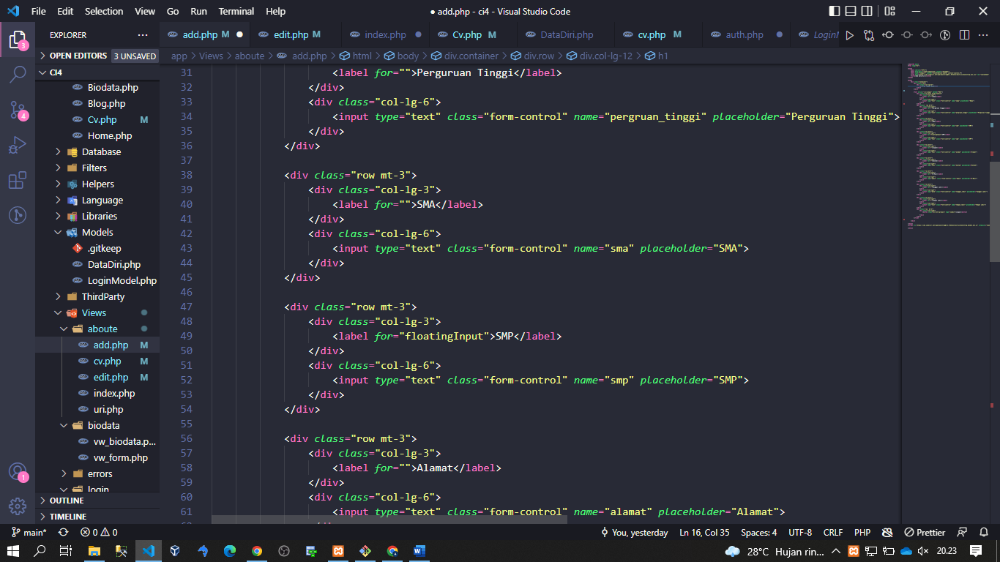 File Edit Selection View Go Run Terminal Help
● add.php - ci4 - Visual Studio Code
EXPLORER
add.php M
edit.php M
index.php
Cv.php M
DataDiri.php
cv.php M
auth.php
OPEN EDITORS 3 UNSAVED
app > Views > aboute > add.php > html > body > div.container > div.row > div.col-lg-12 > h1
CI4
Biodata.php
Blog.php
Cv.php M
Home.php
Database
Filters
Helpers
Language
Libraries
Models
.gitkeep
DataDiri.php
LoginModel.php
ThirdParty
Views
aboute
add.php M
cv.php M
edit.php M
index.php
uri.php
biodata
vw_biodata.p...
vw_form.php
errors
login
OUTLINE
TIMELINE
3
4
1
31 <label for="">Perguruan Tinggi</label>
32 </div>
33 <div class="col-lg-6">
34 <input type="text" class="form-control" name="pergruan_tinggi" placeholder="Perguruan Tinggi">
35 </div>
36 </div>
37
38 <div class="row mt-3">
39 <div class="col-lg-3">
40 <label for="">SMA</label>
41 </div>
42 <div class="col-lg-6">
43 <input type="text" class="form-control" name="sma" placeholder="SMA">
44 </div>
45 </div>
46
47 <div class="row mt-3">
48 <div class="col-lg-3">
49 <label for="floatingInput">SMP</label>
50 </div>
51 <div class="col-lg-6">
52 <input type="text" class="form-control" name="smp" placeholder="SMP">
53 </div>
54 </div>
55
56 <div class="row mt-3">
57 <div class="col-lg-3">
58 <label for="">Alamat</label>
59 </div>
60 <div class="col-lg-6">
61 <input type="text" class="form-control" name="alamat" placeholder="Alamat">
main* 0 0
You, yesterday Ln 16, Col 35 Spaces: 4 UTF-8 CRLF PHP Prettier
28°C Hujan rin... 20.23